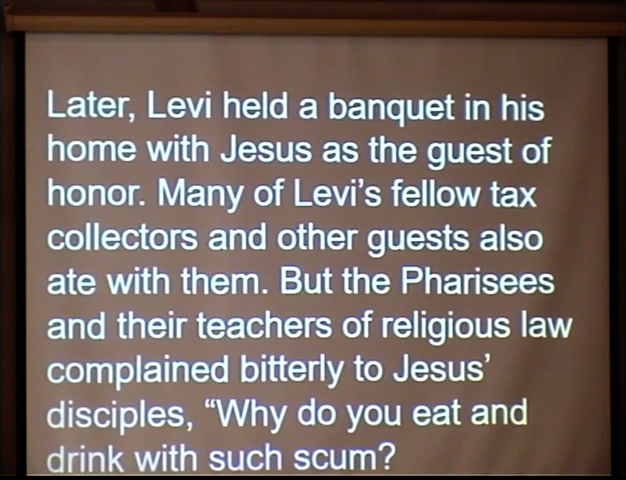 Later, Levi held a banquet in his
home with Jesus as the guest of
honor. Many of Levi’s fellow tax
collectors and other guests also
ate with them. But the Pharisees
and their teachers of religious law
complained bitterly to Jesus’
disciples, “Why do you eat and
drink with such scum?